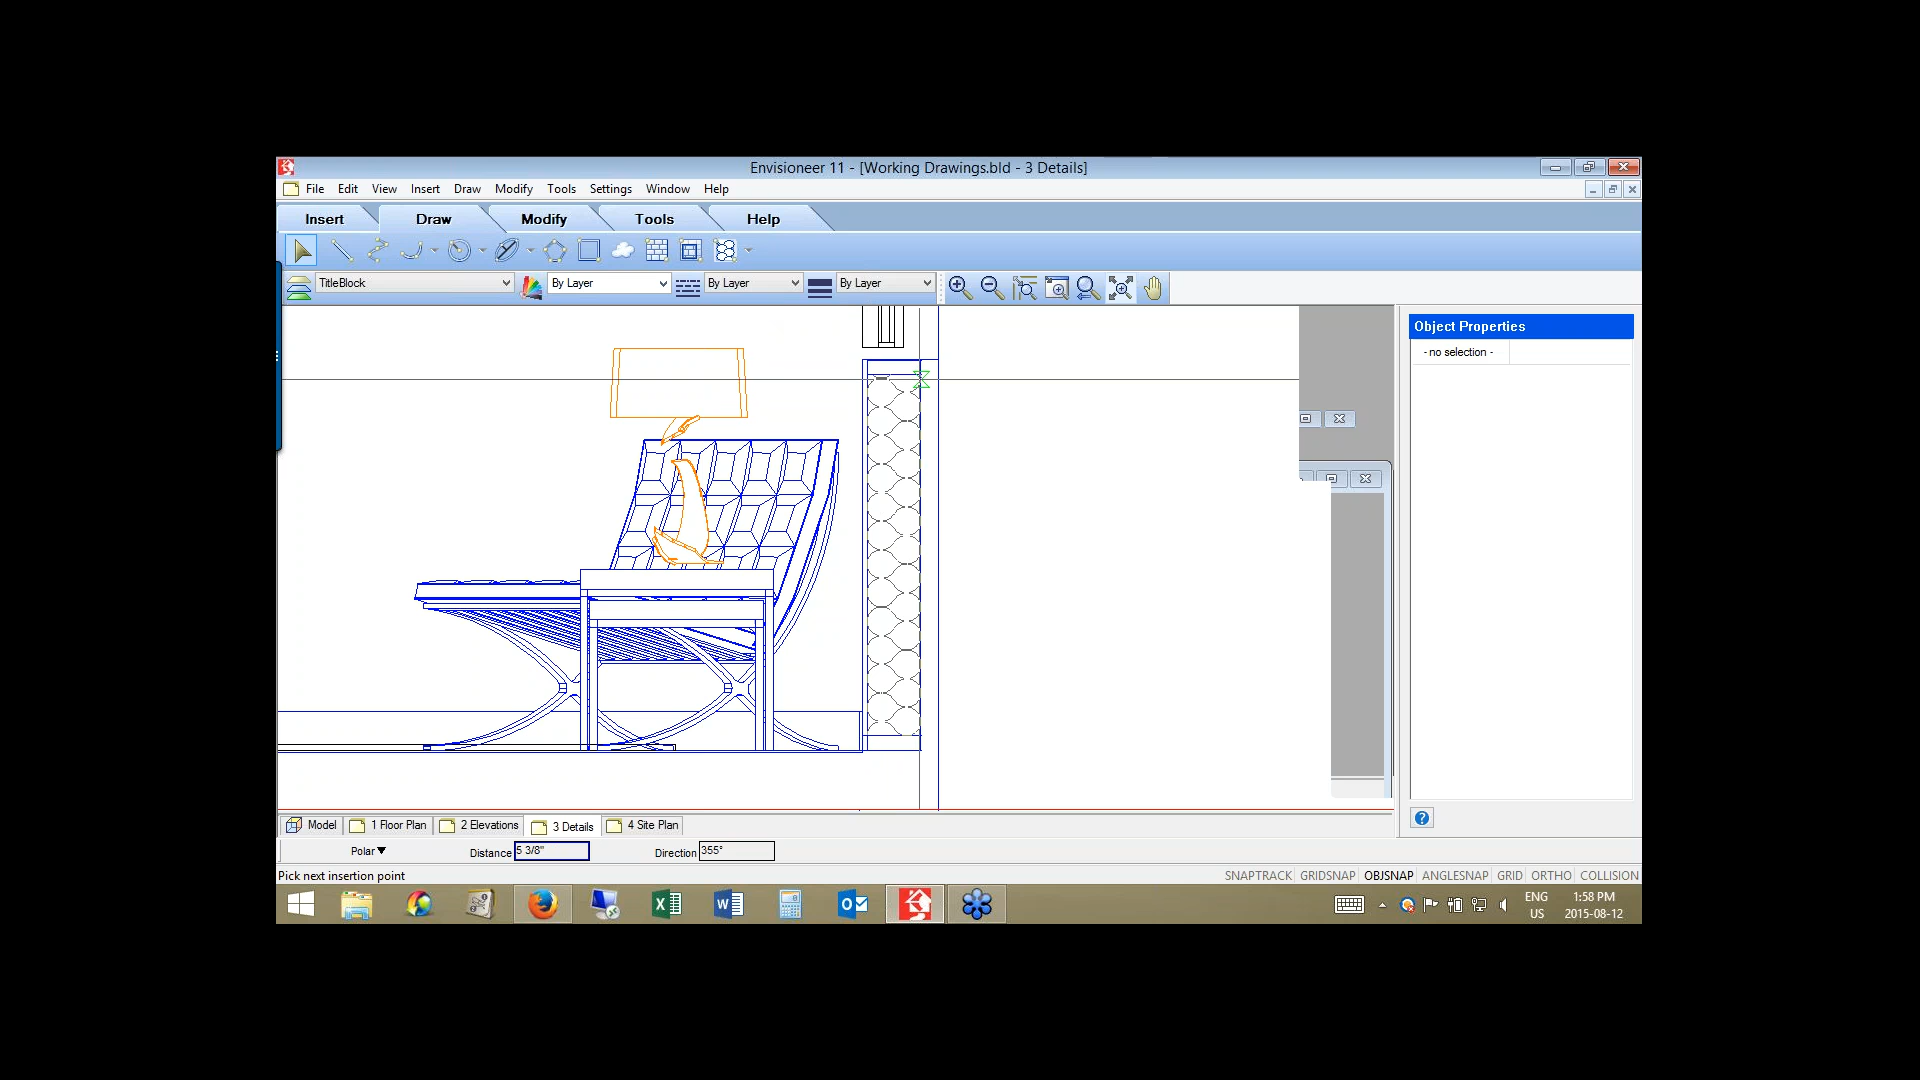 Envisioneer 11 - [Working Drawings.bld - 3 Details]
File Edit View Insert Draw Modify Tools Settings Window Help
Insert Draw Modify Tools Help
TitleBlock By Layer By Layer By Layer
Object Properties
- no selection -
Model 1 Floor Plan 2 Elevations 3 Details 4 Site Plan
Polar Distance 5 3/8" Direction 355°
Pick next insertion point SNAPTRACK GRIDSNAP OBJSNAP ANGLESNAP GRID ORTHO COLLISION
ENG 1:58 PM
US 2015-08-12